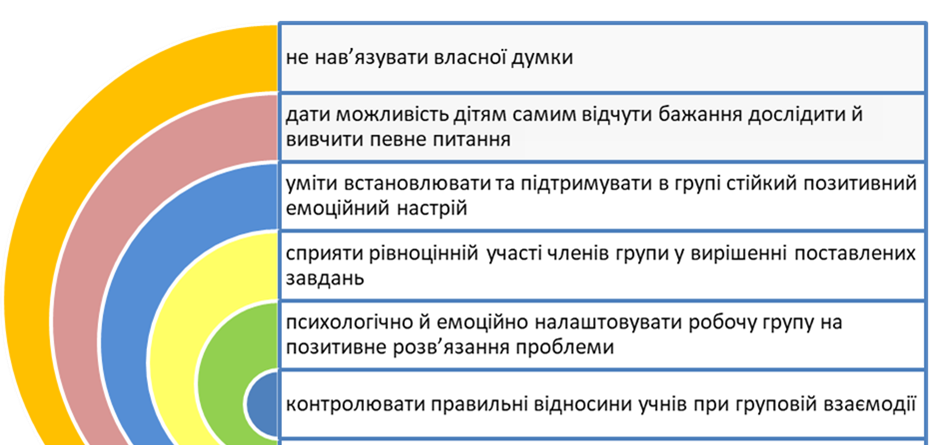 не нав’язувати власної думки
дати можливість дітям самим відчути бажання дослідити й
вивчити певне питання
уміти встановлювати та підтримувати в групі стійкий позитивний
емоційний настрій
сприяти рівноцінній участі членів групи у вирішенні поставлених
завдань
психологічно й емоційно налаштовувати робочу групу на
позитивне розв’язання проблеми
контролювати правильні відносини учнів при груповій взаємодії